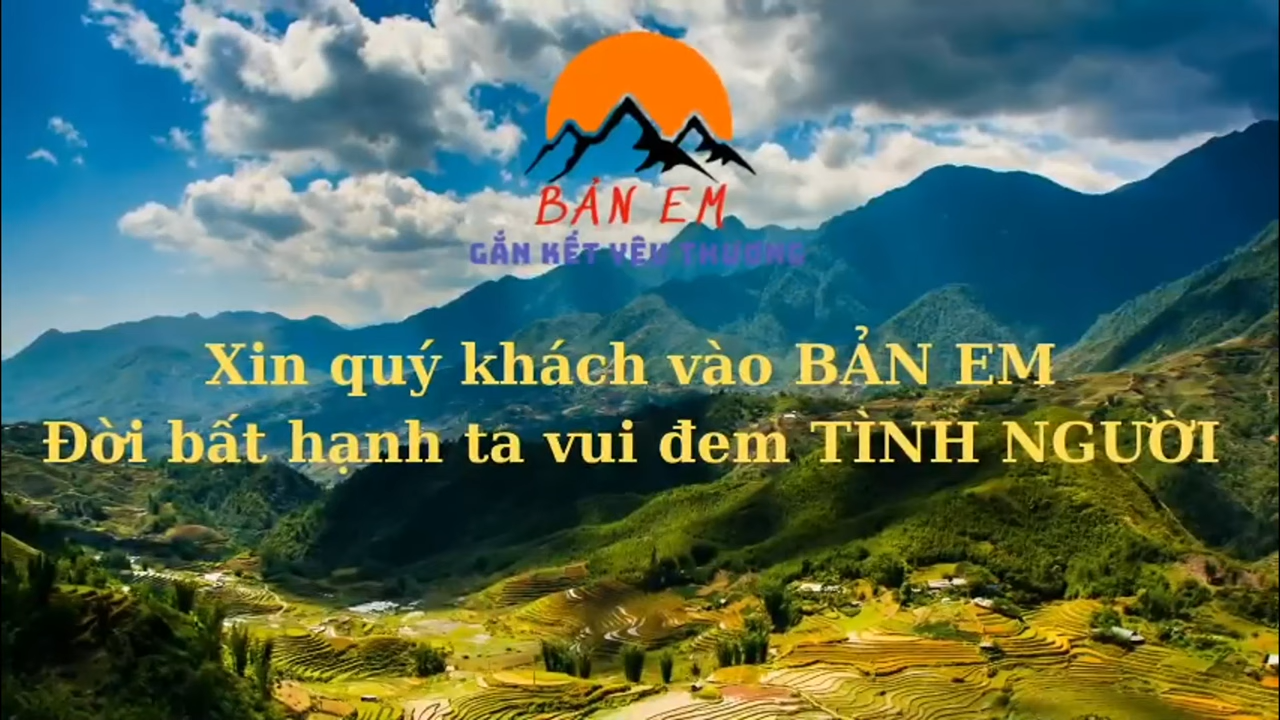 BẢN EM
GẮN KẾT YÊU THƯƠNG
Xin quý khách vào BẢN EM
Đời bất hạnh ta vui đem TÌNH NGƯỜI